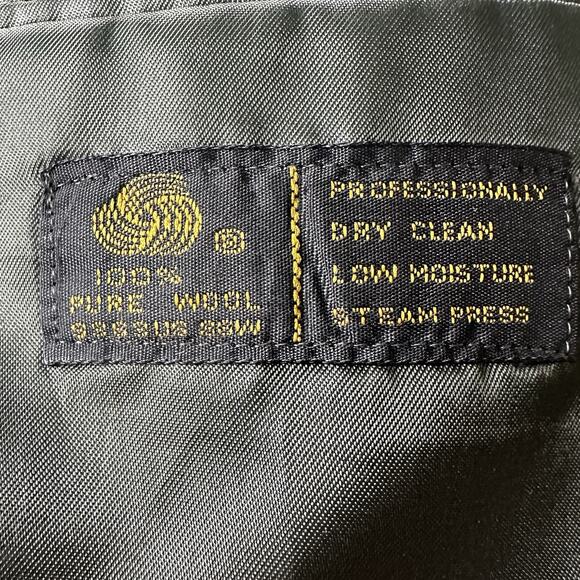 100%
PURE WOOL
PROFESSIONALLY
DRY CLEAN
LOW MOISTURE
STEAM PRESS